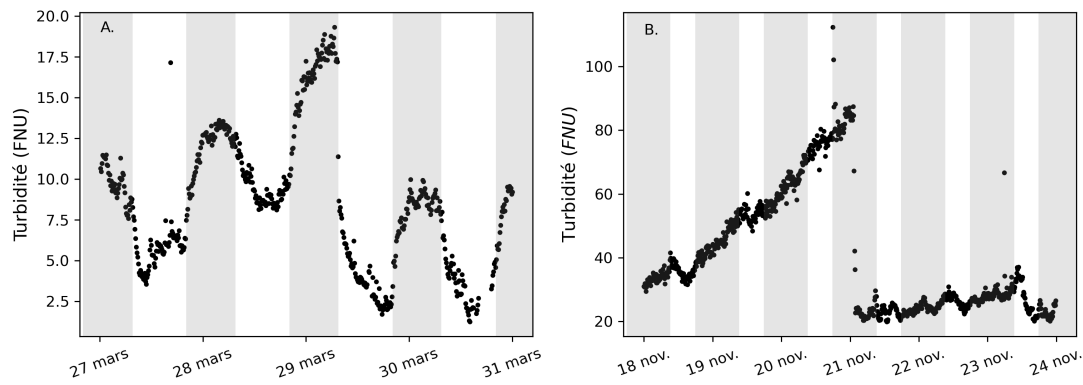 A.
Turbidité (FNU)
20.0
17.5
15.0
12.5
10.0
7.5
5.0
2.5
27 mars
28 mars
29 mars
30 mars
31 mars
B.
Turbidité (FNU)
100
80
60
40
20
18 nov.
19 nov.
20 nov.
21 nov.
22 nov.
23 nov.
24 nov.